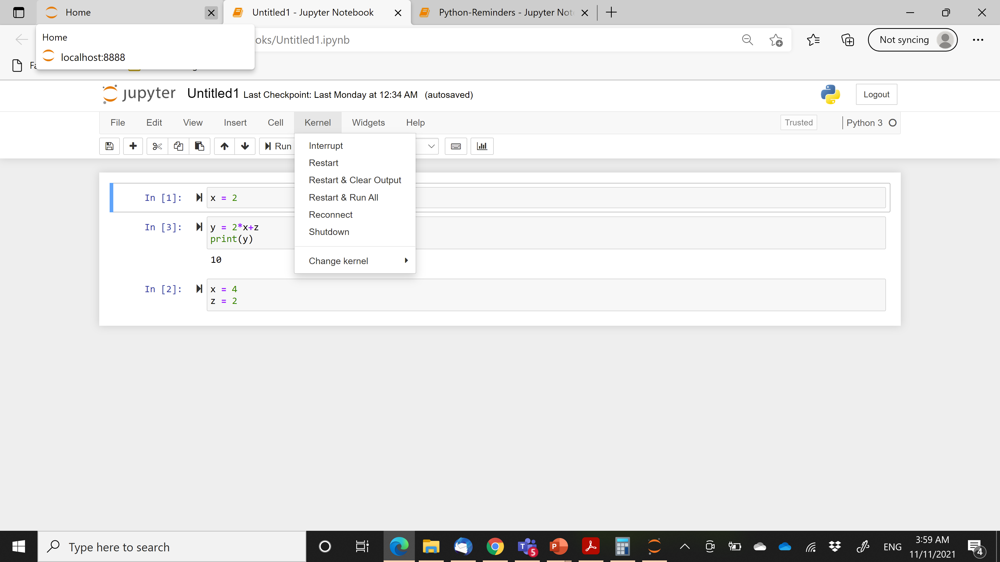 Home
Untitled1 - Jupyter Notebook
Python-Reminders - Jupyter Not
Home
localhost:8888
oks/Untitled1.ipynb
Not syncing
Fa
jupyter Untitled1 Last Checkpoint: Last Monday at 12:34 AM (autosaved)
Logout
File Edit View Insert Cell Kernel Widgets Help
Trusted
Python 3
Run
Interrupt
Restart
Restart & Clear Output
Restart & Run All
Reconnect
Shutdown
Change kernel
In [1]: x = 2
In [3]: y = 2*x+z
print(y)
10
In [2]: x = 4
z = 2
Type here to search
T
5
P
ENG
3:59 AM
11/11/2021
4